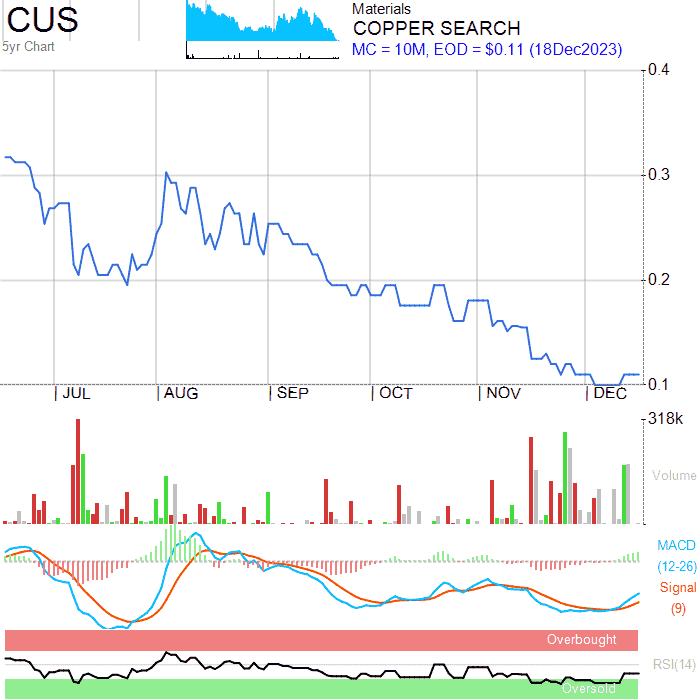 CUS
5yr Chart
Materials
COPPER SEARCH
MC = 10M, EOD = $0.11 (18Dec2023)
0.4
0.3
0.2
0.1
JUL AUG SEP OCT NOV DEC
318k
Volume
MACD
(12-26)
Signal
(9)
Overbought
RSI(14)
Oversold